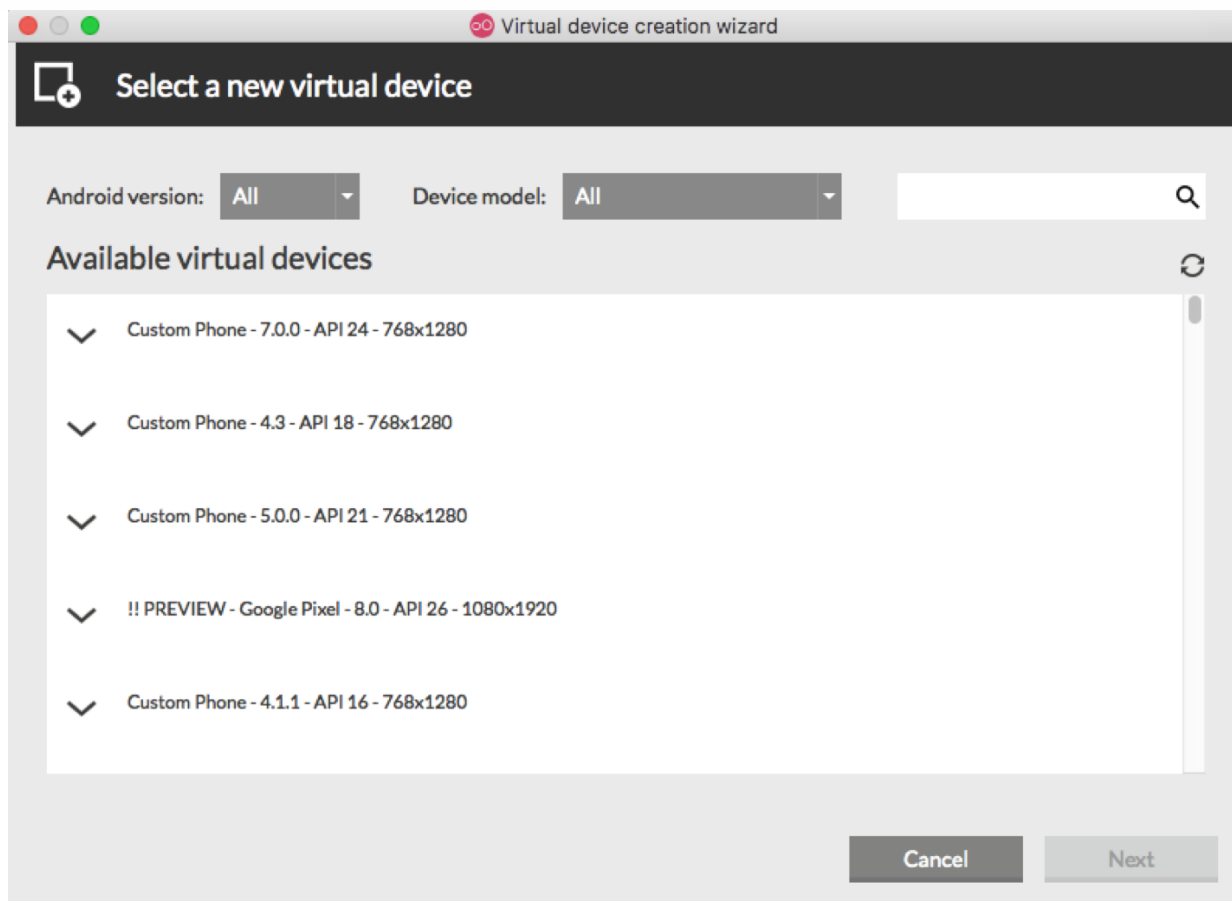 Virtual device creation wizard
Select a new virtual device
Android version: All Device model: All
Available virtual devices
Custom Phone - 7.0.0 - API 24 - 768x1280
Custom Phone - 4.3 - API 18 - 768x1280
Custom Phone - 5.0.0 - API 21 - 768x1280
!! PREVIEW - Google Pixel - 8.0 - API 26 - 1080x1920
Custom Phone - 4.1.1 - API 16 - 768x1280
Cancel Next